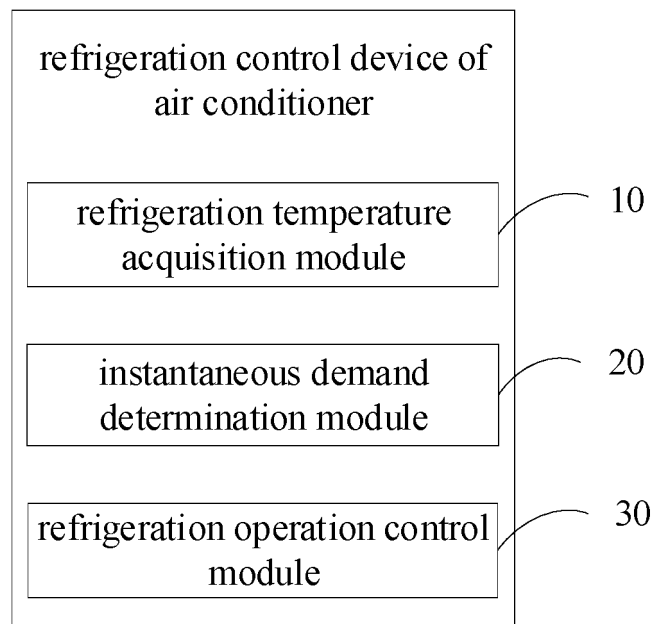 refrigeration control device of
air conditioner
refrigeration temperature
acquisition module
10
instantaneous demand
determination module
20
refrigeration operation control
module
30